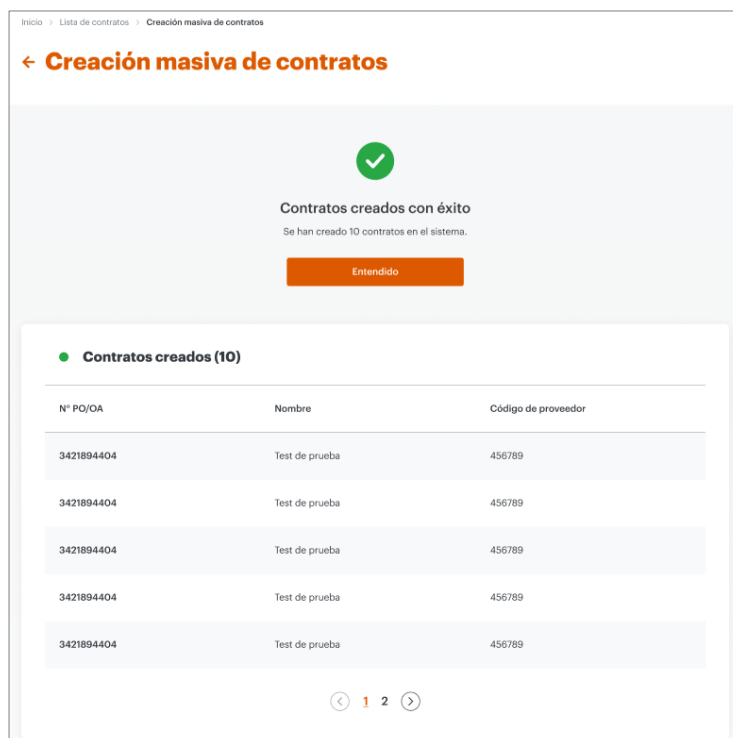 Inicio > Lista de contratos > Creación masiva de contratos
← Creación masiva de contratos
Contratos creados con éxito
Se han creado 10 contratos en el sistema.
Entendido
Contratos creados (10)
N° PO/OA Nombre Código de proveedor
3421894404 Test de prueba 456789
3421894404 Test de prueba 456789
3421894404 Test de prueba 456789
3421894404 Test de prueba 456789
3421894404 Test de prueba 456789
< 1 2 >